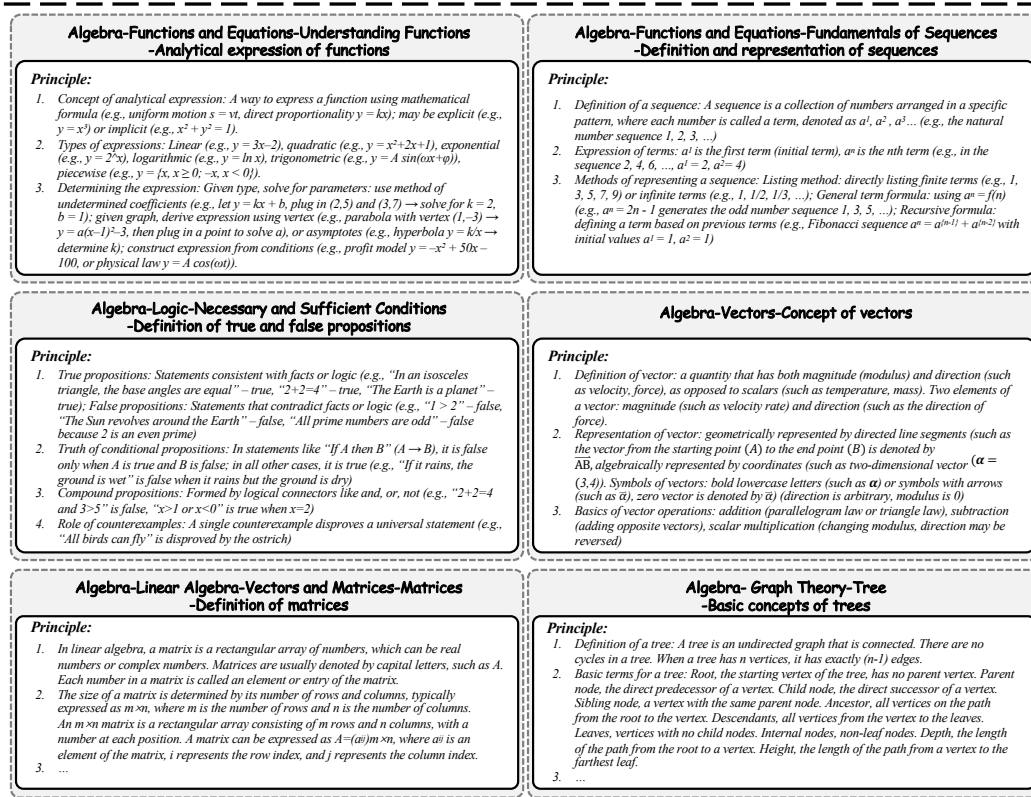 Algebra-Functions and Equations-Understanding Functions
-Analytical expression of functions
Principle:
1. Concept of analytical expression: A way to express a function using mathematical
formula (e.g., uniform motion s = vt, direct proportionality y = kx); may be explicit (e.g.,
y = x³) or implicit (e.g., x² + y² = 1).
2. Types of expressions: Linear (e.g., y = 3x–2), quadratic (e.g., y = x²+2x+1), exponential
(e.g., y = 2^x), logarithmic (e.g., y = ln x), trigonometric (e.g., y = A sin(ωx+φ)),
piecewise (e.g., y = {x, x ≥ 0; –x, x < 0}).
3. Determining the expression: Given type, solve for parameters: use method of
undetermined coefficients (e.g., let y = kx + b, plug in (2,5) and (3,7) → solve for k = 2,
b = 1); given graph, derive expression using vertex (e.g., parabola with vertex (1,–3) →
y = a(x–1)²–3, then plug in a point to solve a), or asymptotes (e.g., hyperbola y = k/x →
determine k); construct expression from conditions (e.g., profit model y = –x² + 50x –
100, or physical law y = A cos(ωt)).
Algebra-Functions and Equations-Fundamentals of Sequences
-Definition and representation of sequences
Principle:
1. Definition of a sequence: A sequence is a collection of numbers arranged in a specific
pattern, where each number is called a term, denoted as a¹, a² , a³… (e.g., the natural
number sequence 1, 2, 3, …)
2. Expression of terms: a¹ is the first term (initial term), aⁿ is the nth term (e.g., in the
sequence 2, 4, 6, …, a¹ = 2, a²= 4)
3. Methods of representing a sequence: Listing method: directly listing finite terms (e.g., 1,
3, 5, 7, 9) or infinite terms (e.g., 1, 1/2, 1/3, …); General term formula: using aⁿ = f(n)
(e.g., aⁿ = 2n - 1 generates the odd number sequence 1, 3, 5, …); Recursive formula:
defining a term based on previous terms (e.g., Fibonacci sequence aⁿ = a^{n-1} + a^{n-2} with
initial values a¹ = 1, a² = 1)
Algebra-Logic-Necessary and Sufficient Conditions
-Definition of true and false propositions
Principle:
1. True propositions: Statements consistent with facts or logic (e.g., “In an isosceles
triangle, the base angles are equal” – true, “2+2=4” – true, “The Earth is a planet” –
true); False propositions: Statements that contradict facts or logic (e.g., “1 > 2” – false,
“The Sun revolves around the Earth” – false, “All prime numbers are odd” – false
because 2 is an even prime)
2. Truth of conditional propositions: In statements like “If A then B” (A → B), it is false
only when A is true and B is false; in all other cases, it is true (e.g., “If it rains, the
ground is wet” is false when it rains but the ground is dry)
3. Compound propositions: Formed by logical connectors like and, or, not (e.g., “2+2=4
and 3>5” is false, “x>1 or x<0” is true when x=2)
4. Role of counterexamples: A single counterexample disproves a universal statement (e.g.,
“All birds can fly” is disproved by the ostrich)
Algebra-Vectors-Concept of vectors
Principle:
1. Definition of vector: a quantity that has both magnitude (modulus) and direction (such
as velocity, force), as opposed to scalars (such as temperature, mass). Two elements of
a vector: magnitude (such as velocity rate) and direction (such as the direction of
force).
2. Representation of vector: geometrically represented by directed line segments (such as
the vector from the starting point (A) to the end point (B) is denoted by
A͞B͞, algebraically represented by coordinates (such as two-dimensional vector (α =
(3,4)). Symbols of vectors: bold lowercase letters (such as α) or symbols with arrows
(such as α͞), zero vector is denoted by α͞) (direction is arbitrary, modulus is 0)
3. Basics of vector operations: addition (parallelogram law or triangle law), subtraction
(adding opposite vectors), scalar multiplication (changing modulus, direction may be
reversed)
Algebra-Linear Algebra-Vectors and Matrices-Matrices
-Definition of matrices
Principle:
1. In linear algebra, a matrix is a rectangular array of numbers, which can be real
numbers or complex numbers. Matrices are usually denoted by capital letters, such as A.
Each number in a matrix is called an element or entry of the matrix.
2. The size of a matrix is determined by its number of rows and columns, typically
expressed as m×n, where m is the number of rows and n is the number of columns.
An m×n matrix is a rectangular array consisting of m rows and n columns, with a
number at each position. A matrix can be expressed as A=(aij)m×n, where aij is an
element of the matrix, i represents the row index, and j represents the column index.
3. …
Algebra- Graph Theory-Tree
-Basic concepts of trees
Principle:
1. Definition of a tree: A tree is an undirected graph that is connected. There are no
cycles in a tree. When a tree has n vertices, it has exactly (n-1) edges.
2. Basic terms for a tree: Root, the starting vertex of the tree, has no parent vertex. Parent
node, the direct predecessor of a vertex. Child node, the direct successor of a vertex.
Sibling node, a vertex with the same parent node. Ancestor, all vertices on the path
from the root to the vertex. Descendants, all vertices from the vertex to the leaves.
Leaves, vertices with no child nodes. Internal nodes, non-leaf nodes. Depth, the length
of the path from the root to a vertex. Height, the length of the path from a vertex to the
farthest leaf.
3. …